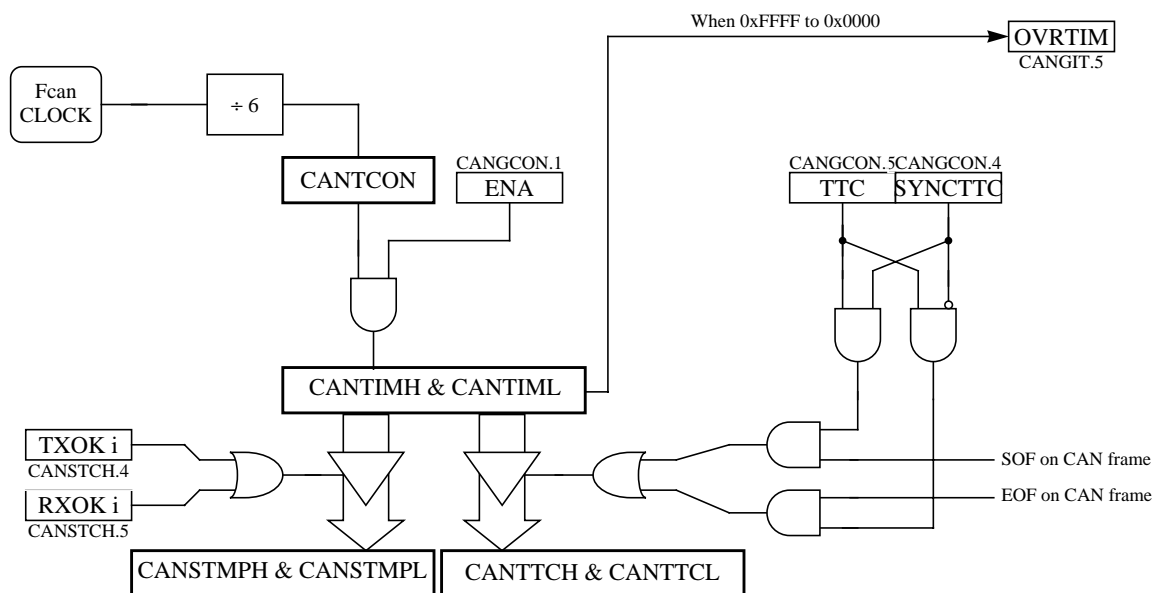 When 0xFFFF to 0x0000
OVRTIM
CANGIT.5
Fcan
CLOCK
÷ 6
CANTCON
CANGCON.1
ENA
CANGCON.5
CANGCON.4
TTC
SYNCTTC
CANTIMH & CANTIML
TXOK i
CANSTCH.4
RXOK i
CANSTCH.5
SOF on CAN frame
EOF on CAN frame
CANSTMPH & CANSTMPL
CANTTCH & CANTTCL